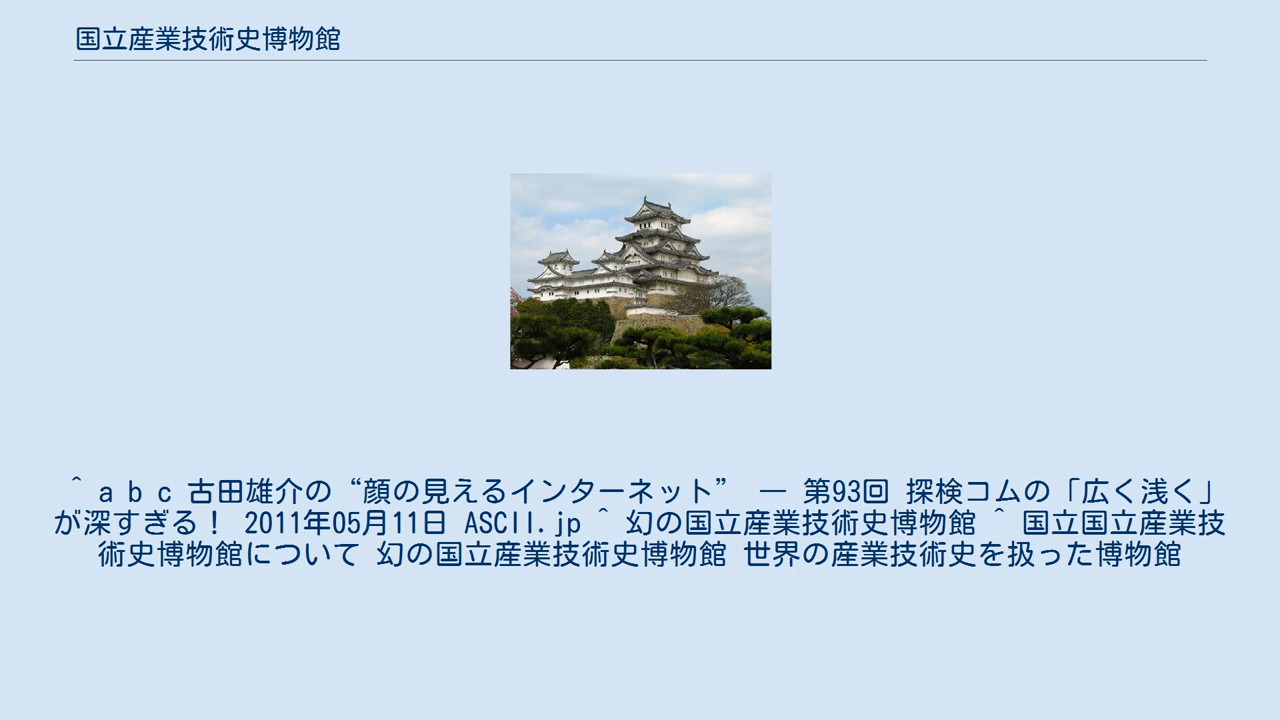 国立産業技術史博物館
^ a b c 古田雄介の“顔の見えるインターネット” ― 第93回 探検コムの「広く浅く」
が深すぎる！ 2011年05月11日 ASCII.jp ^ 幻の国立産業技術史博物館 ^ 国立国立産業技
術史博物館について 幻の国立産業技術史博物館 世界の産業技術史を扱った博物館